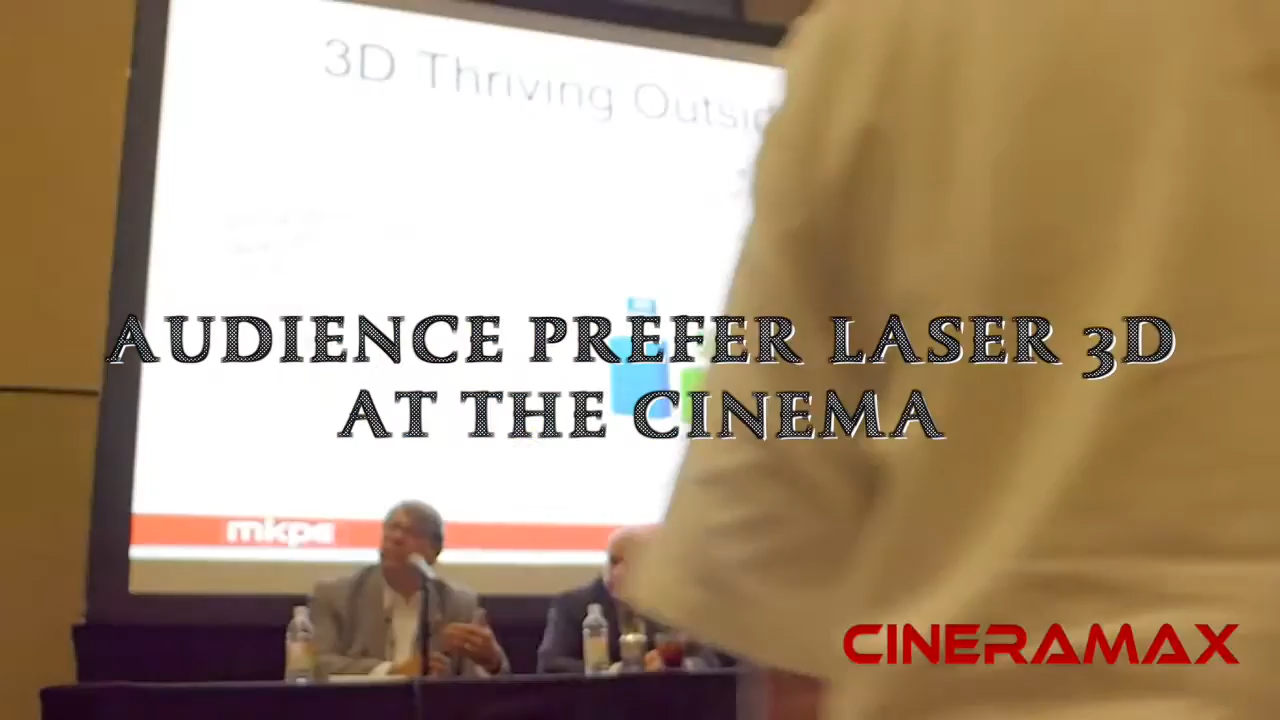 3D Thriving
AUDIENCE PREFER LASER 3D
AT THE CINEMA
mkpe
CINERAMAX